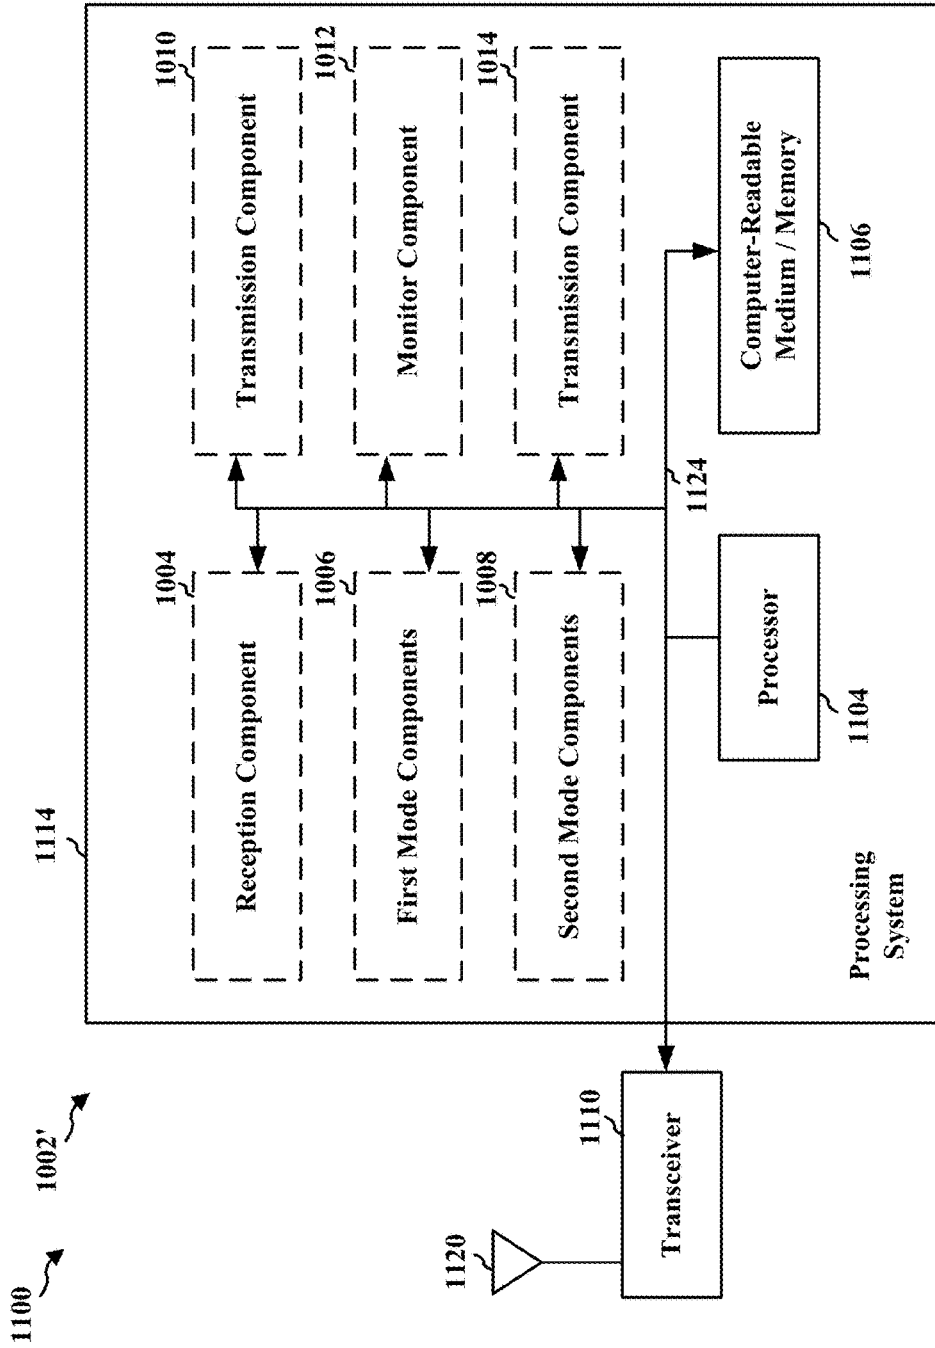 1100
1002'
1114
1004
Reception Component
1010
Transmission Component
1006
First Mode Components
1012
Monitor Component
1008
Second Mode Components
1014
Transmission Component
1120
1110
Transceiver
1124
Processor
1104
Computer-Readable
Medium / Memory
1106
Processing
System